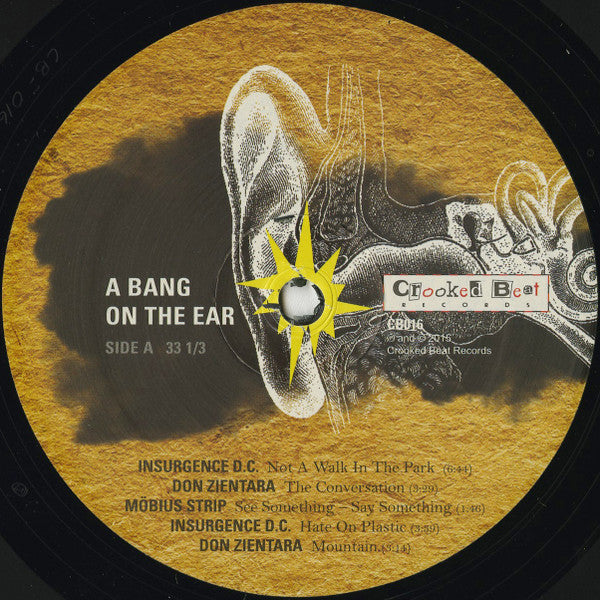 A BANG
ON THE EAR
SIDE A 33 1/3
Crooked Beat
RECORDS
CB016
℗ and © 2015
Crooked Beat Records
INSURGENCE D.C. Not A Walk In The Park (6:44)
DON ZIENTARA The Conversation (3:29)
MÖBIUS STRIP See Something – Say Something (1:46)
INSURGENCE D.C. Hate On Plastic (3:59)
DON ZIENTARA Mountain (3:14)